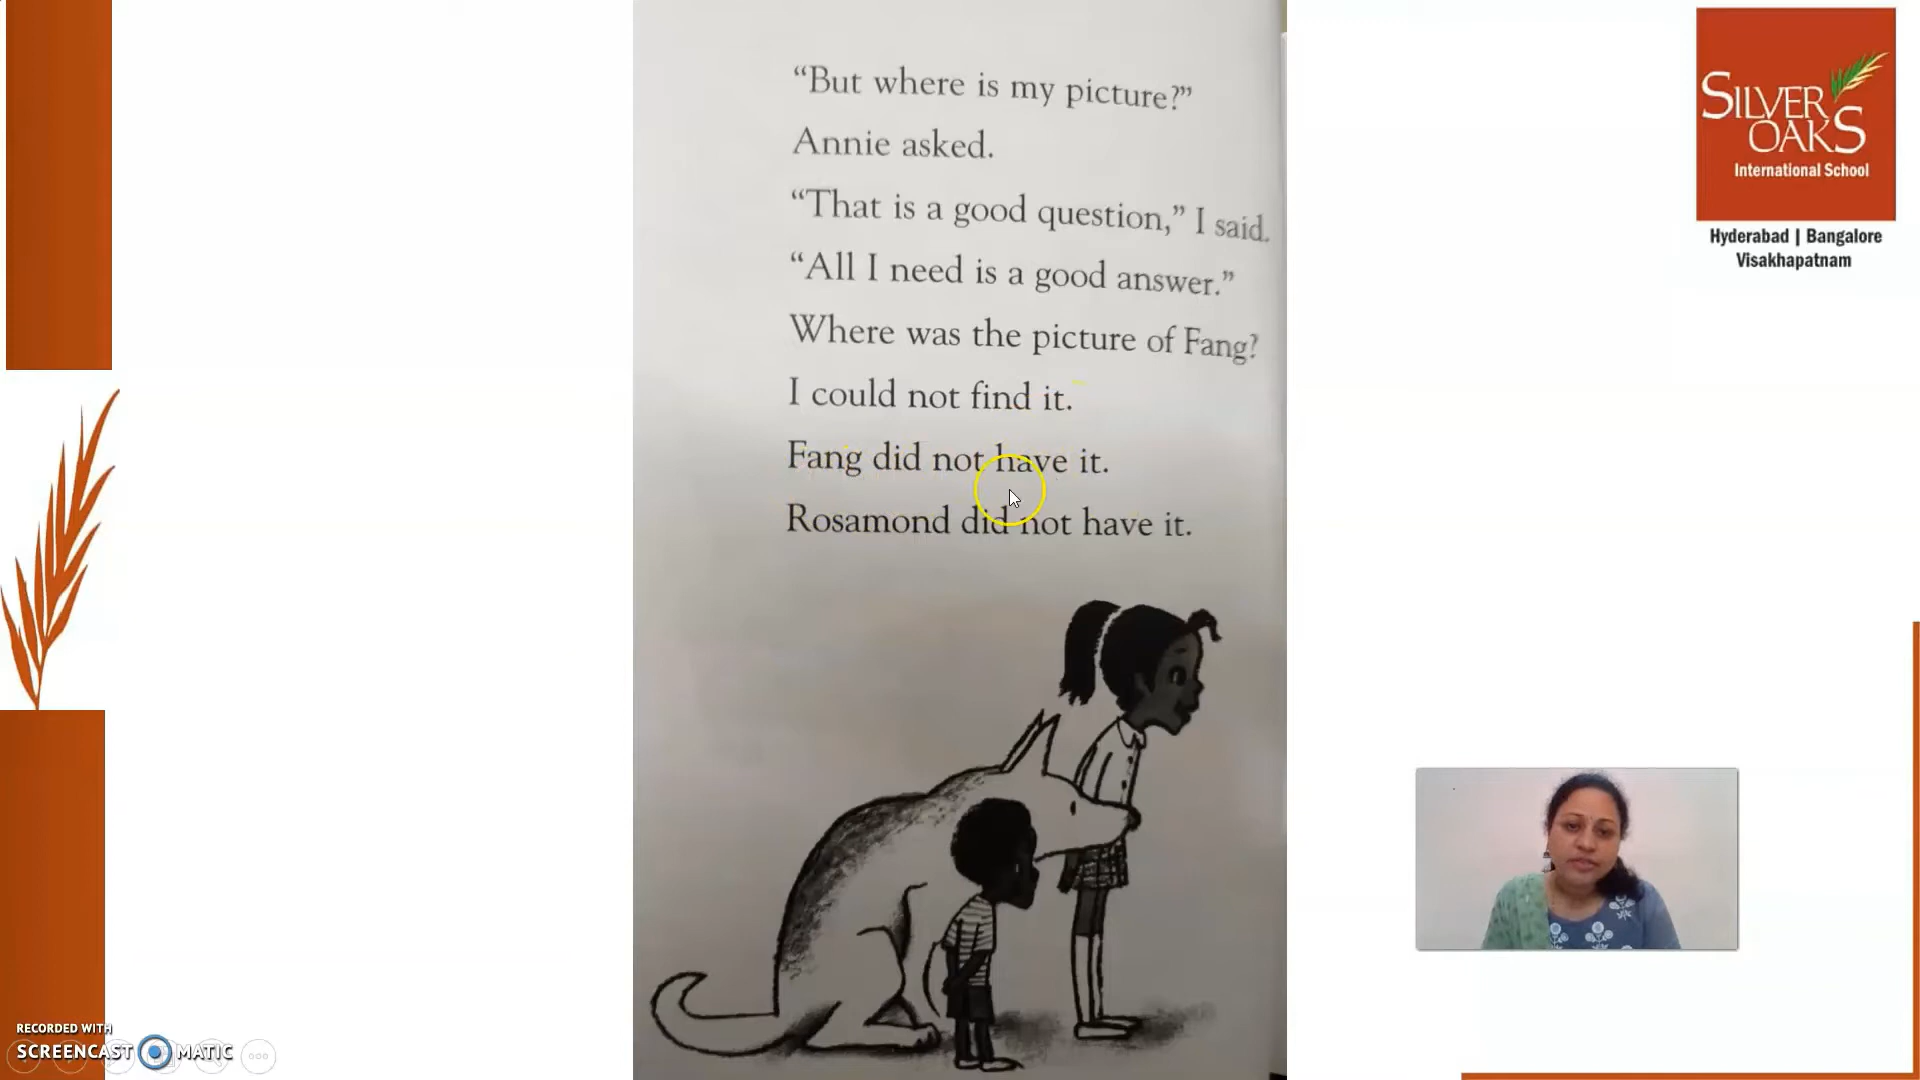 “But where is my picture?”
Annie asked.
“That is a good question,” I said.
“All I need is a good answer.”
Where was the picture of Fang?
I could not find it.
Fang did not have it.
Rosamond did not have it.
SILVER
OAKS
International School
Hyderabad | Bangalore
Visakhapatnam
RECORDED WITH
SCREENCAST MATIC